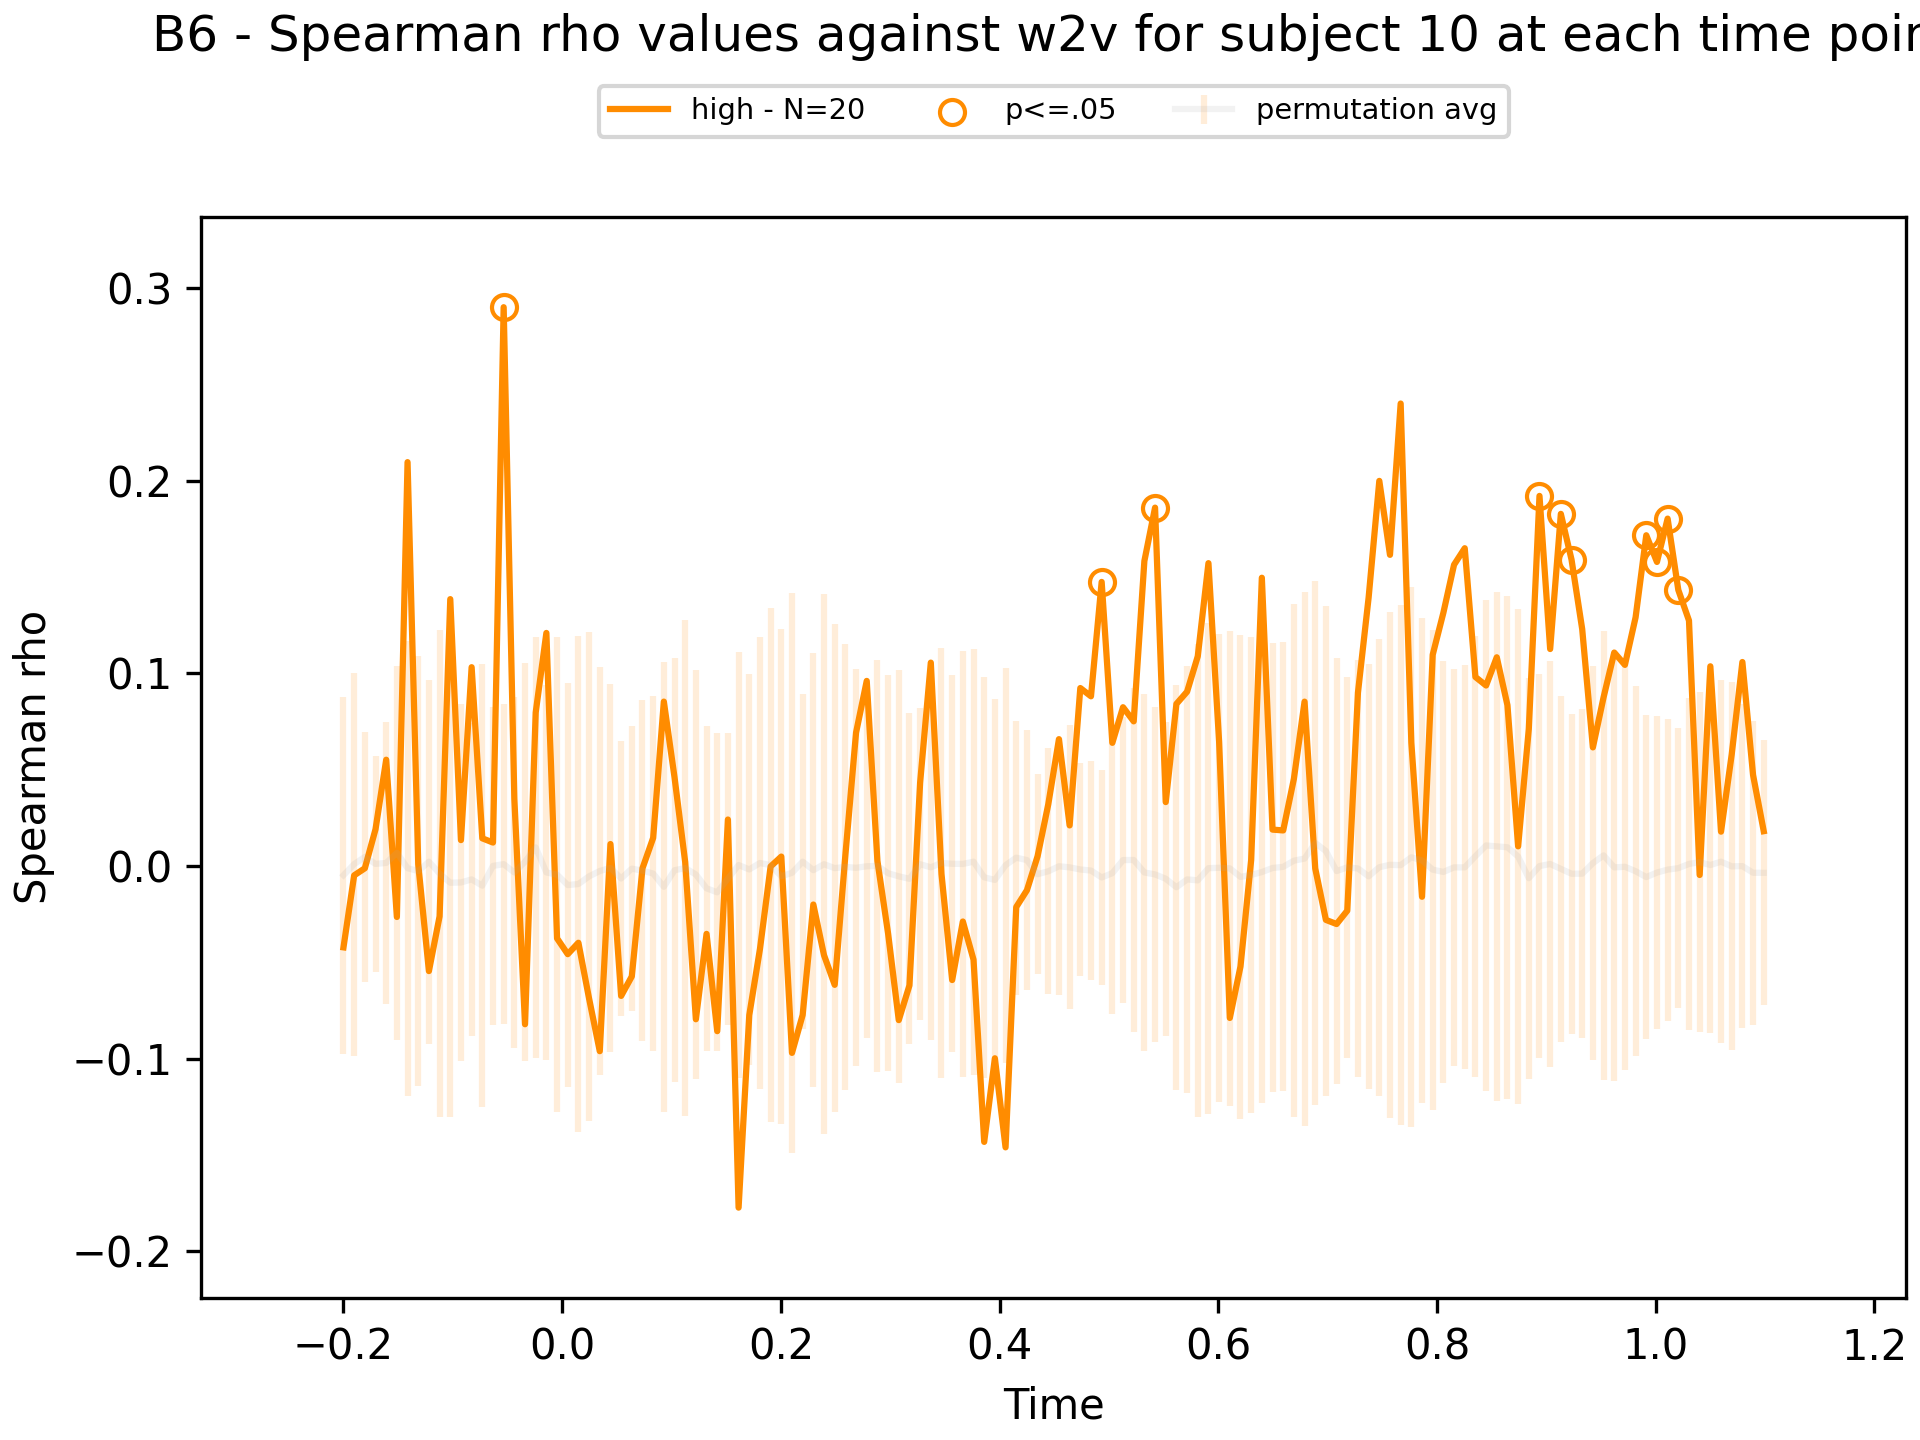 B6 - Spearman rho values against w2v for subject 10 at each time poin
high - N=20
p<=.05
permutation avg
0.3
0.2
0.1
0.0
−0.1
−0.2
Spearman rho
−0.2 0.0 0.2 0.4 0.6 0.8 1.0 1.2
Time